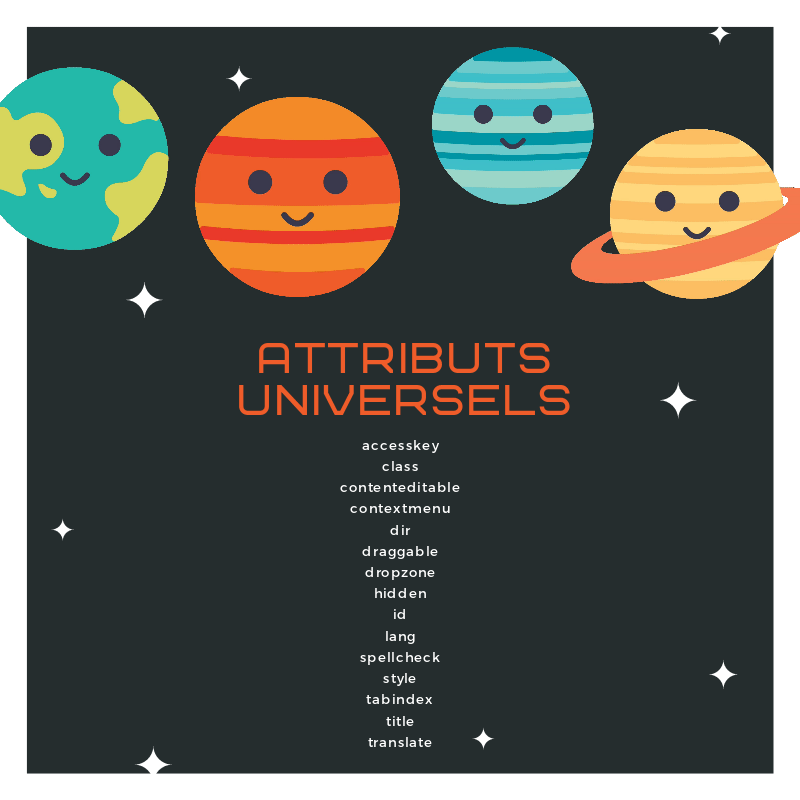 ATTRIBUTS
UNIVERSELS
accesskey
class
contenteditable
contextmenu
dir
draggable
dropzone
hidden
id
lang
spellcheck
style
tabindex
title
translate